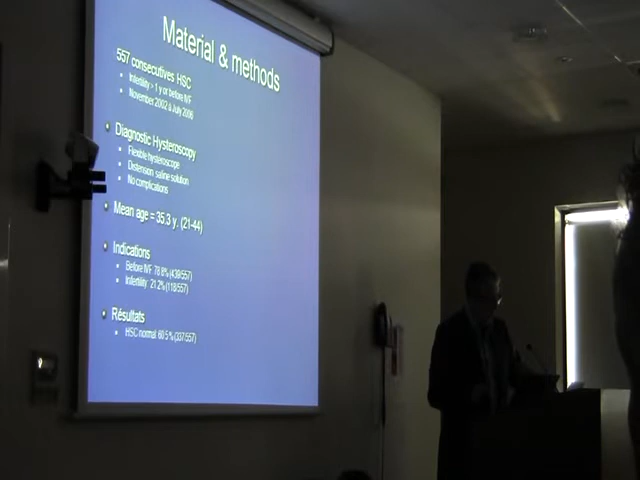 Material & methods
557 consecutives HSC
Infertility > 1 y or before IVF
November 2002 à July 2006
Diagnostic Hysteroscopy
Flexible hysteroscope
Distension saline solution
No complications
Mean age = 35.3 y. (21-44)
Indications
Before IVF 78.8% (439/557)
Infertility 21.2% (118/557)
Résultats
HSC normal 60.5% (337/557)